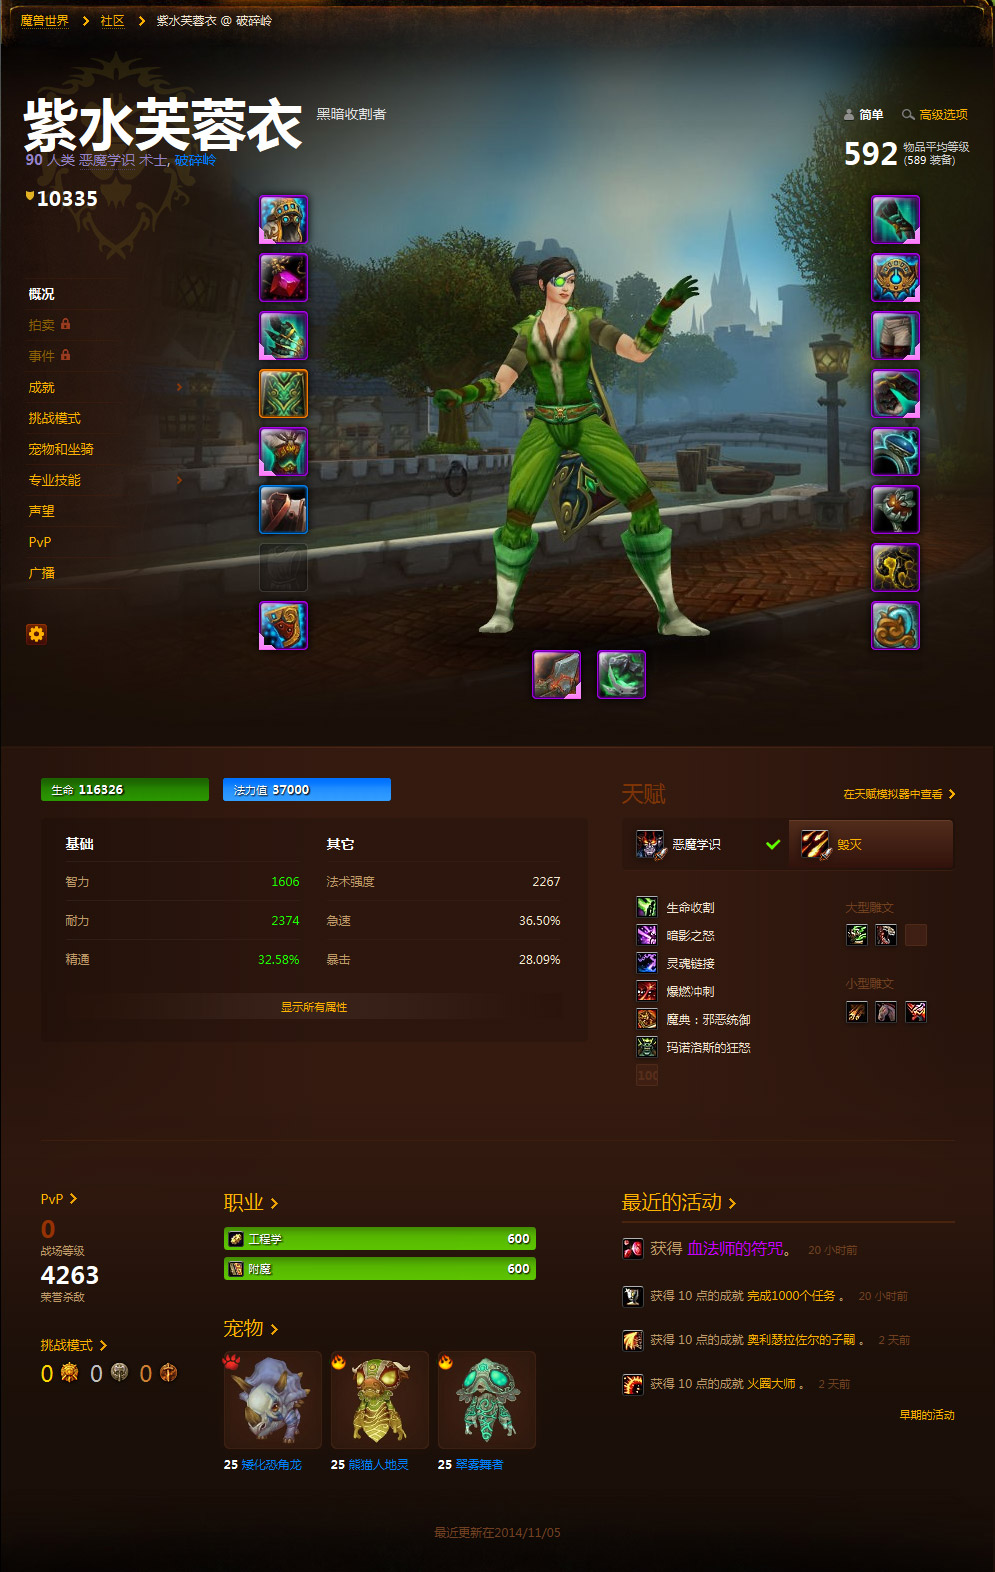 魔兽世界 社区 紫水芙蓉衣 @ 破碎岭
紫水芙蓉衣 黑暗收割者
简单 高级选项
90 人类 恶魔学识 术士, 破碎岭
592 物品平均等级
(589 装备)
10335
概况
拍卖
事件
成就
挑战模式
宠物和坐骑
专业技能
声望
PvP
广播
生命 116326 法力值 37000
天赋 在天赋模拟器中查看
基础 其它
恶魔学识 毁灭
智力 1606 法术强度 2267
耐力 2374 急速 36.50%
精通 32.58% 暴击 28.09%
显示所有属性
生命收割
暗影之怒
灵魂链接
爆燃冲刺
魔典：邪恶统御
玛诺洛斯的狂怒
100
大型雕文
小型雕文
PvP
0
战场等级
4263
荣誉杀敌
挑战模式
0 0 0
职业
工程学 600
附魔 600
宠物
25 矮化恐角龙 25 熊猫人地灵 25 翠雾舞者
最近的活动
获得 血法师的符咒。 20 小时前
获得 10 点的成就 完成1000个任务 。 20 小时前
获得 10 点的成就 奥利瑟拉佐尔的子嗣 。 2 天前
获得 10 点的成就 火圈大师 。 2 天前
早期的活动
最近更新在2014/11/05